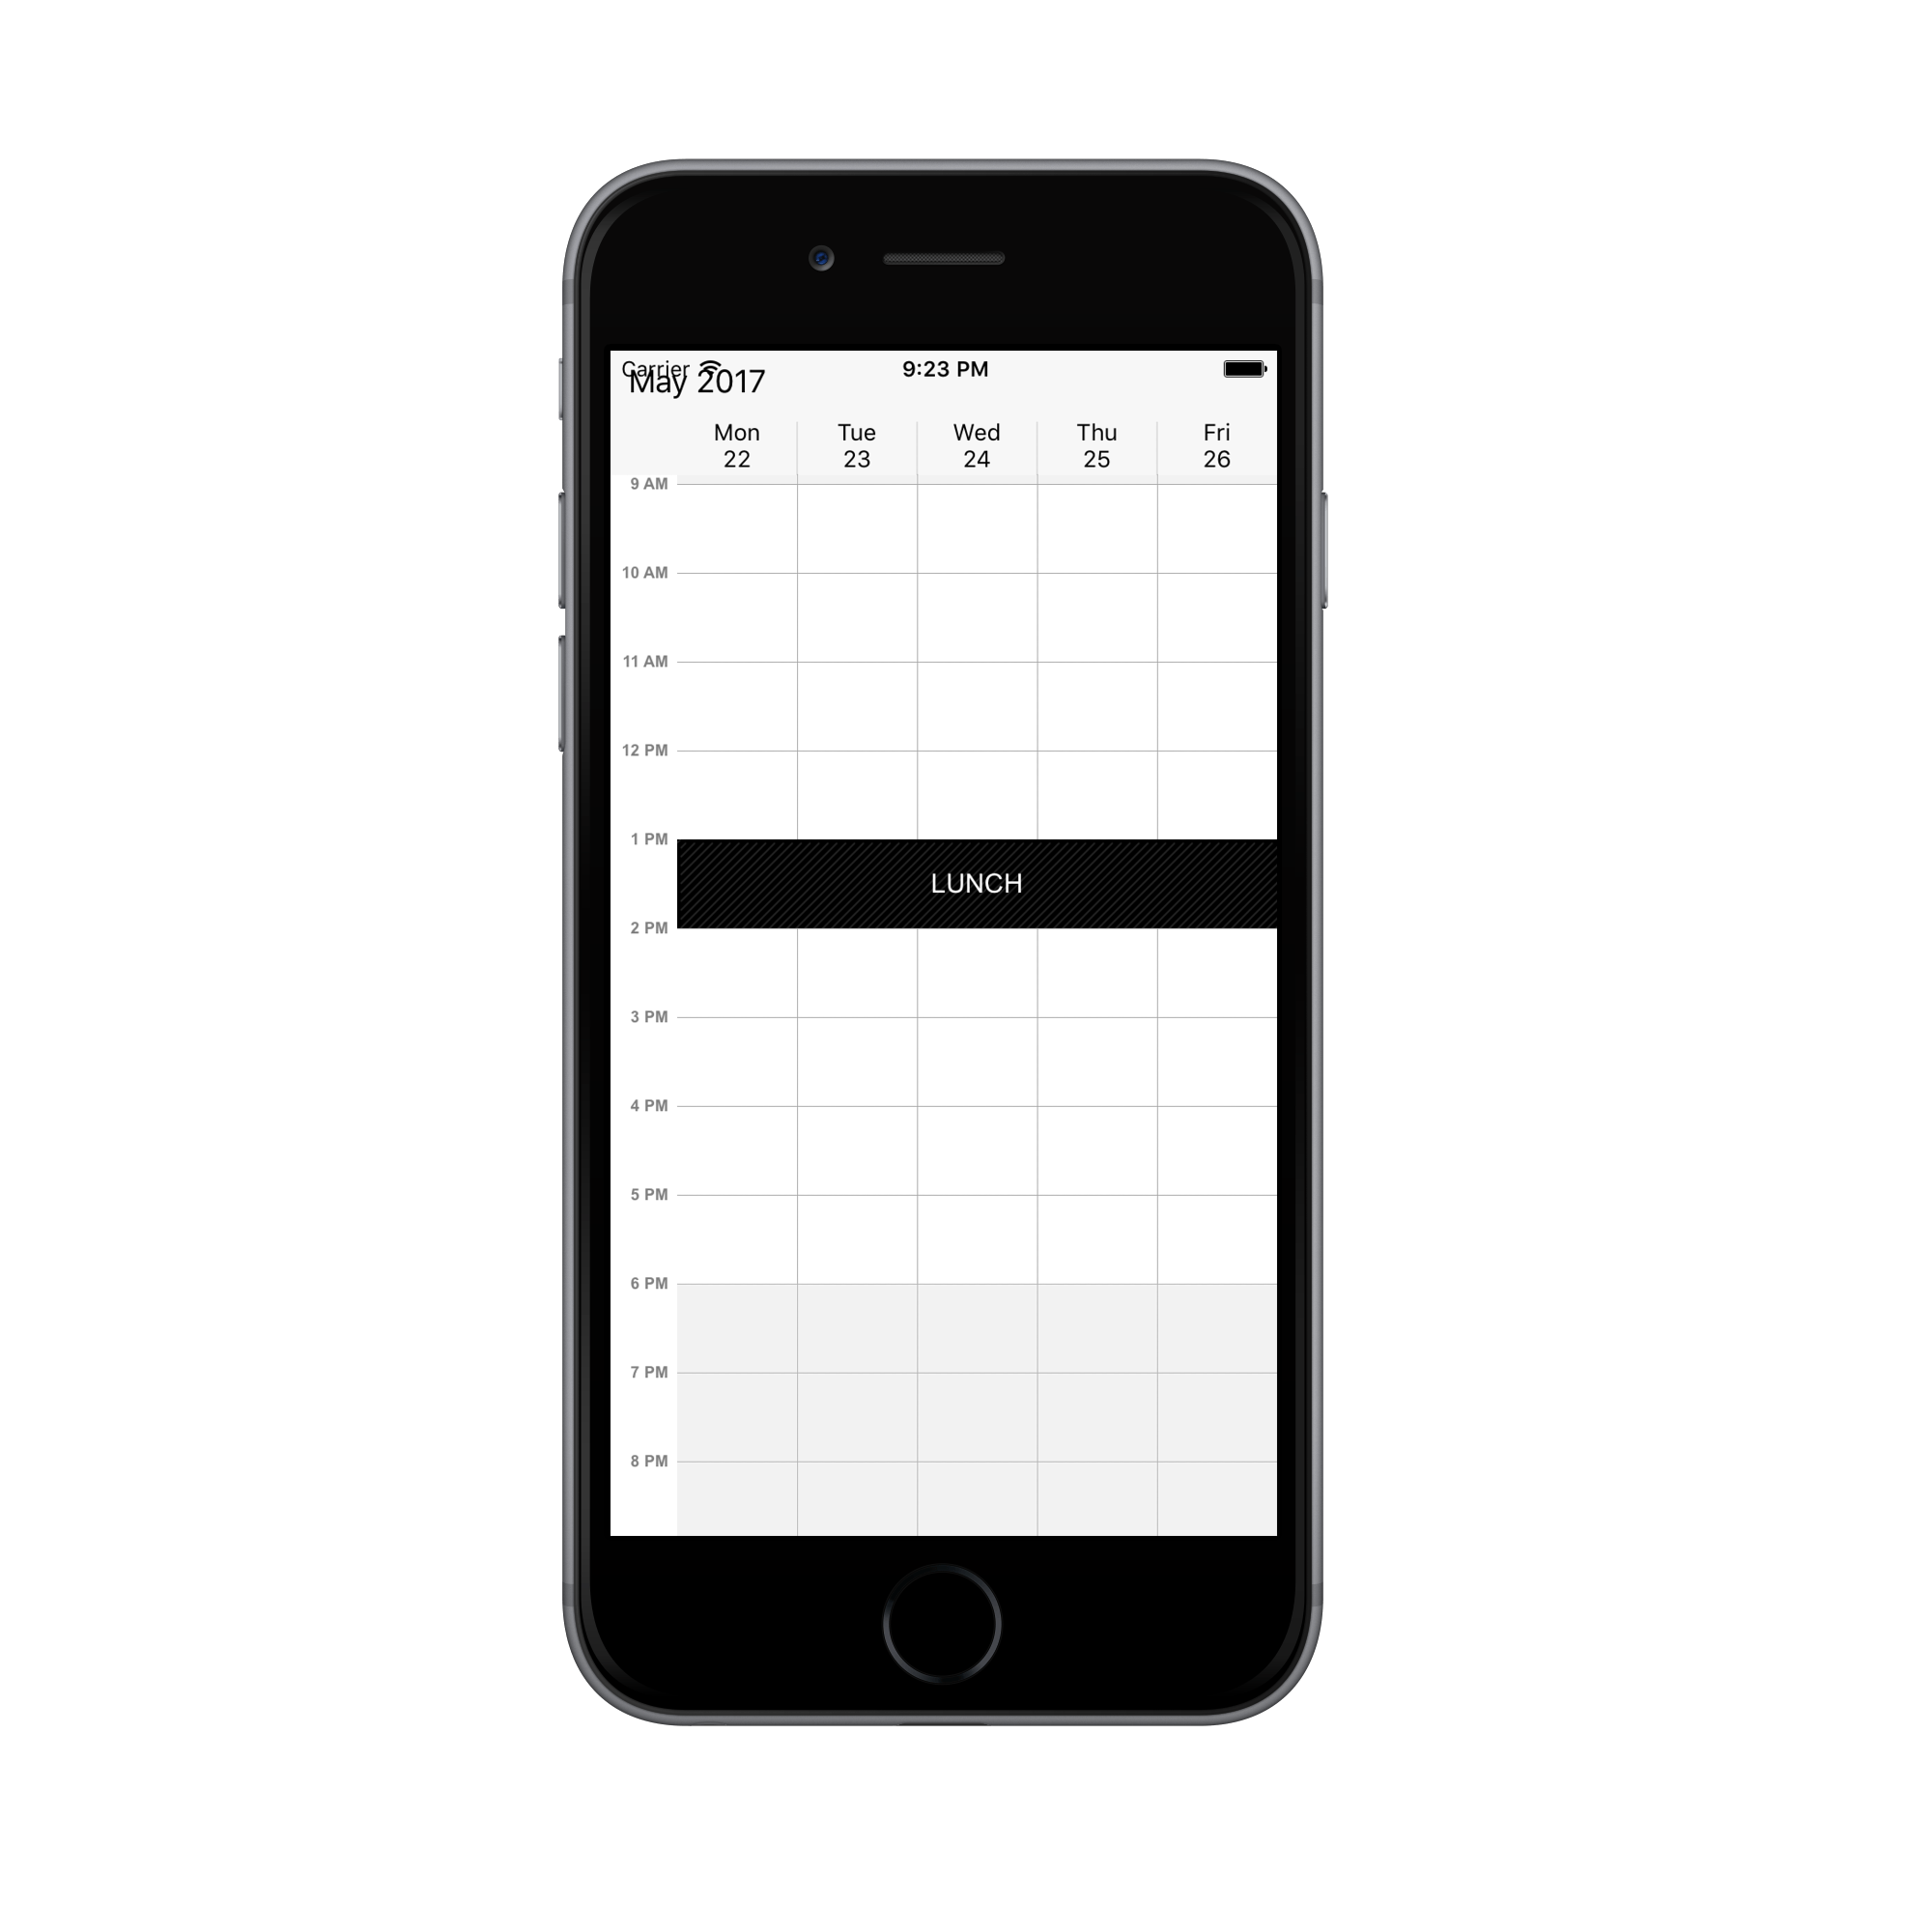 Carrier 9:23 PM
May 2017
Mon Tue Wed Thu Fri
22 23 24 25 26
9 AM
10 AM
11 AM
12 PM
1 PM
LUNCH
2 PM
3 PM
4 PM
5 PM
6 PM
7 PM
8 PM